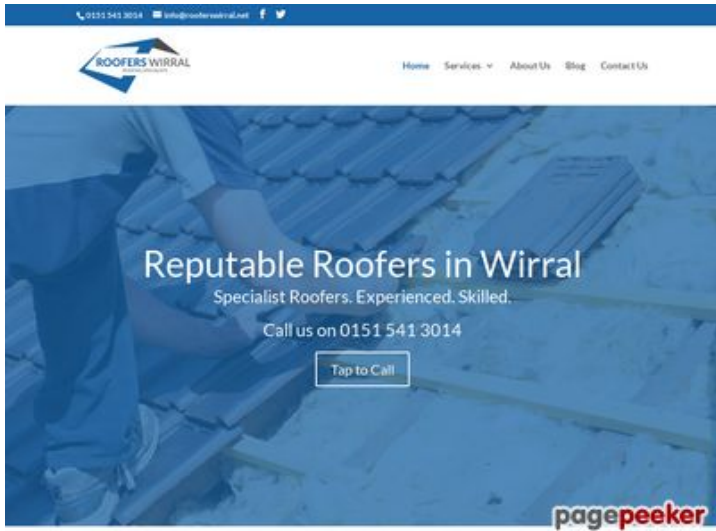 0151 541 3014 info@rooferswirral.net
ROOFERS WIRRAL
Home Services About Us Blog Contact Us
Reputable Roofers in Wirral
Specialist Roofers. Experienced. Skilled.
Call us on 0151 541 3014
Tap to Call
pagepeeker